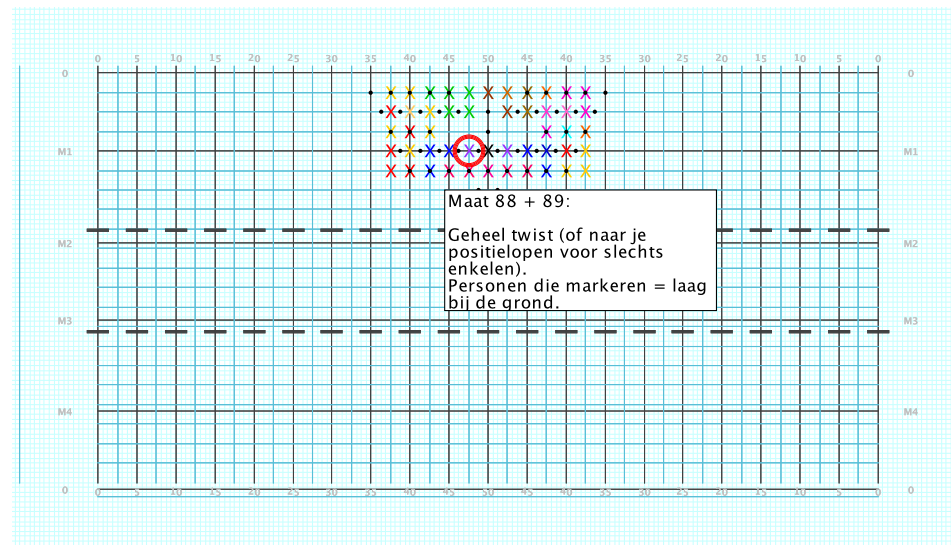 0 5 10 15 20 25 30 35 40 45 50 45 40 35 30 25 20 15 10 5 0
0 0
M1 M1
Maat 88 + 89:
Geheel twist (of naar je
positielopen voor slechts
enkelen).
Personen die markeren = laag
bij de grond.
M2 M2
M3 M3
M4 M4
0 0
0 5 10 15 20 25 30 35 40 45 50 45 40 35 30 25 20 15 10 5 0